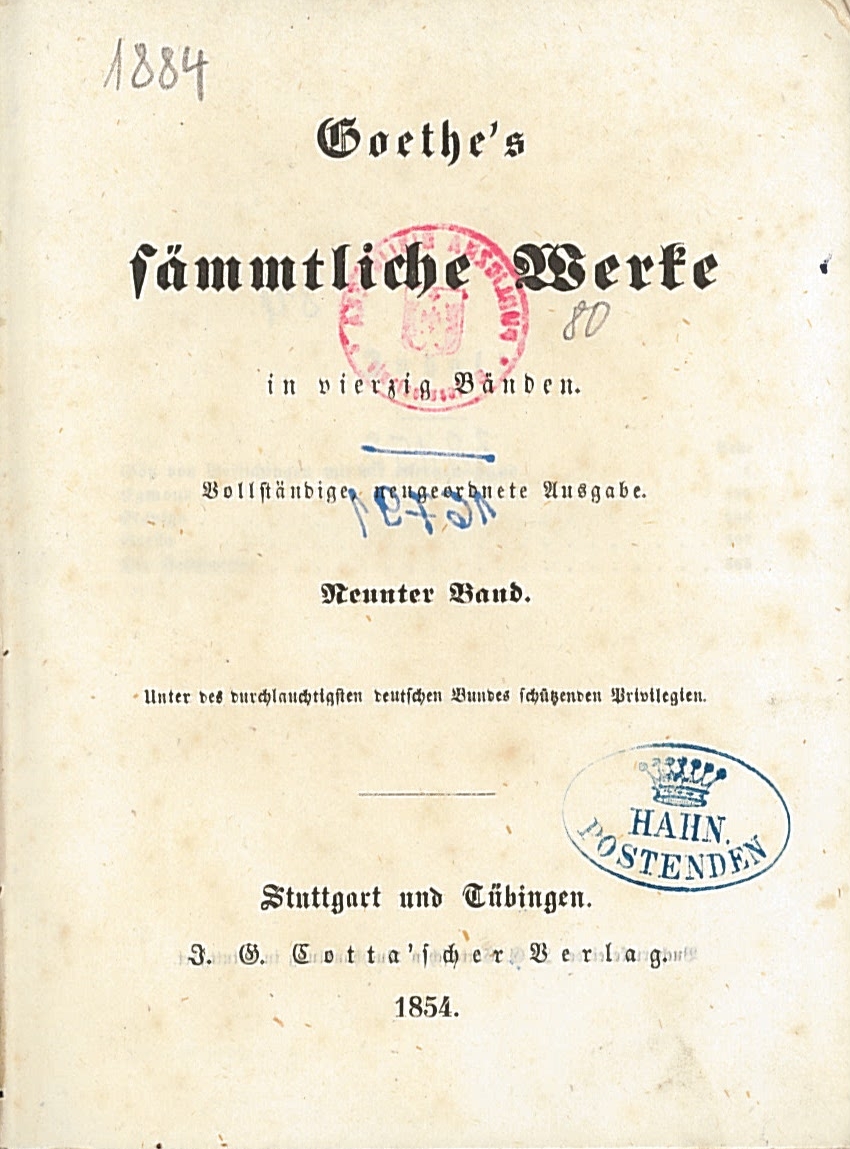 1884
Goethe's
sämmtliche Werke
80
in vierzig Bänden.
Vollständige, neugeordnete Ausgabe.
Neunter Band.
Unter des durchlauchtigsten deutschen Bundes schützenden Privilegien.
HAHN.
POSTENDEN
Stuttgart und Tübingen.
J. G. Cotta'scher Verlag.
1854.